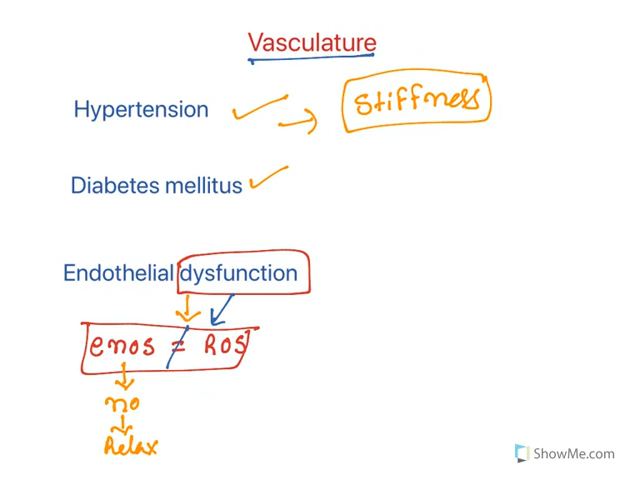 Vasculature
Hypertension
Stiffness
Diabetes mellitus
Endothelial dysfunction
enos = ROS
no
Relax
ShowMe.com